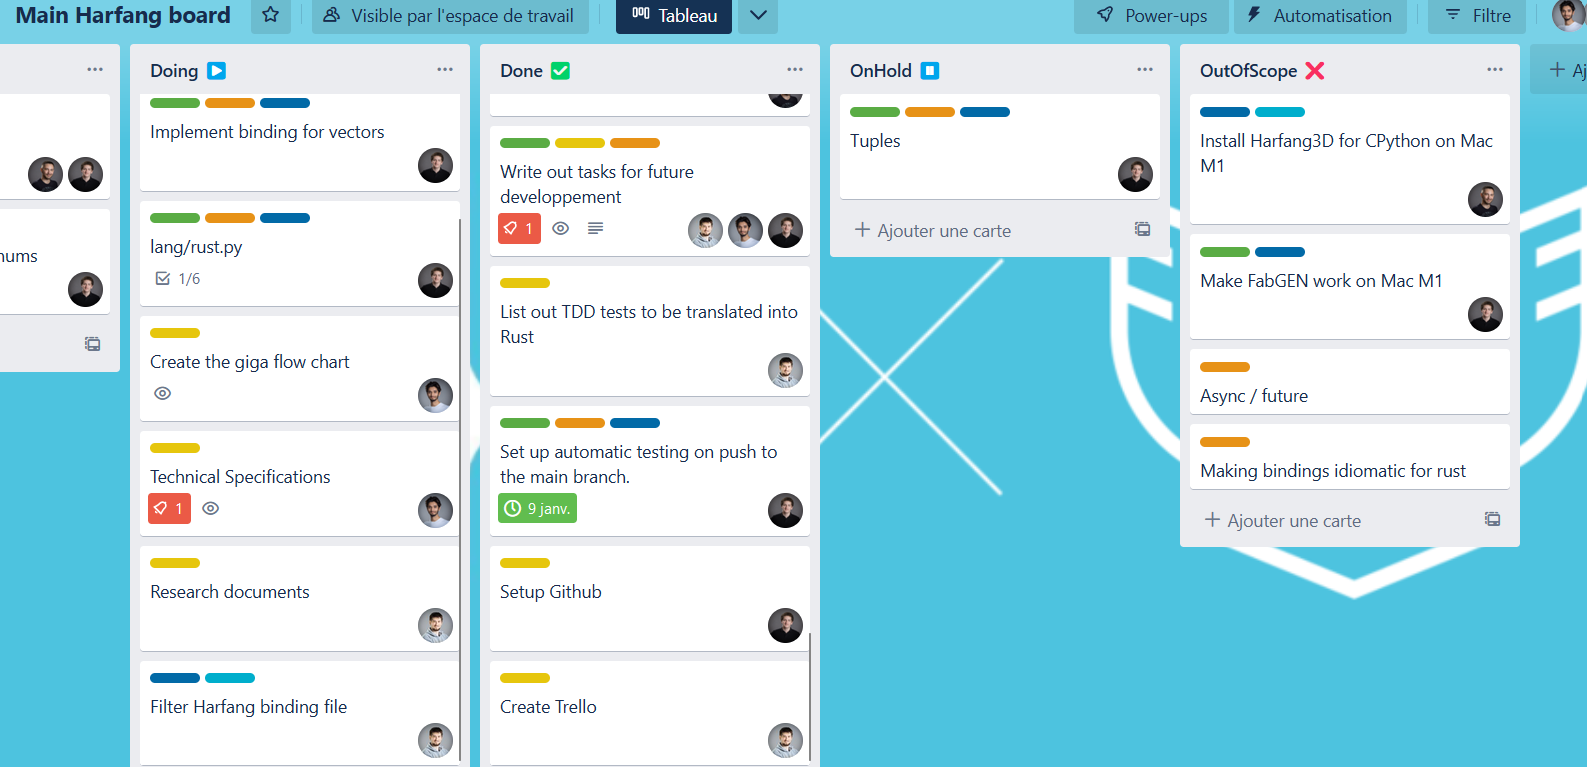 Main Harfang board
Visible par l'espace de travail
Tableau
Power-ups
Automatisation
Filtre
Doing
Implement binding for vectors
lang/rust.py
1/6
Create the giga flow chart
Technical Specifications
1
Research documents
Filter Harfang binding file
Done
Write out tasks for future
developpement
1
List out TDD tests to be translated into
Rust
Set up automatic testing on push to
the main branch.
9 janv.
Setup Github
Create Trello
OnHold
Tuples
Ajouter une carte
OutOfScope
Install Harfang3D for CPython on Mac
M1
Make FabGEN work on Mac M1
Async / future
Making bindings idiomatic for rust
Ajouter une carte